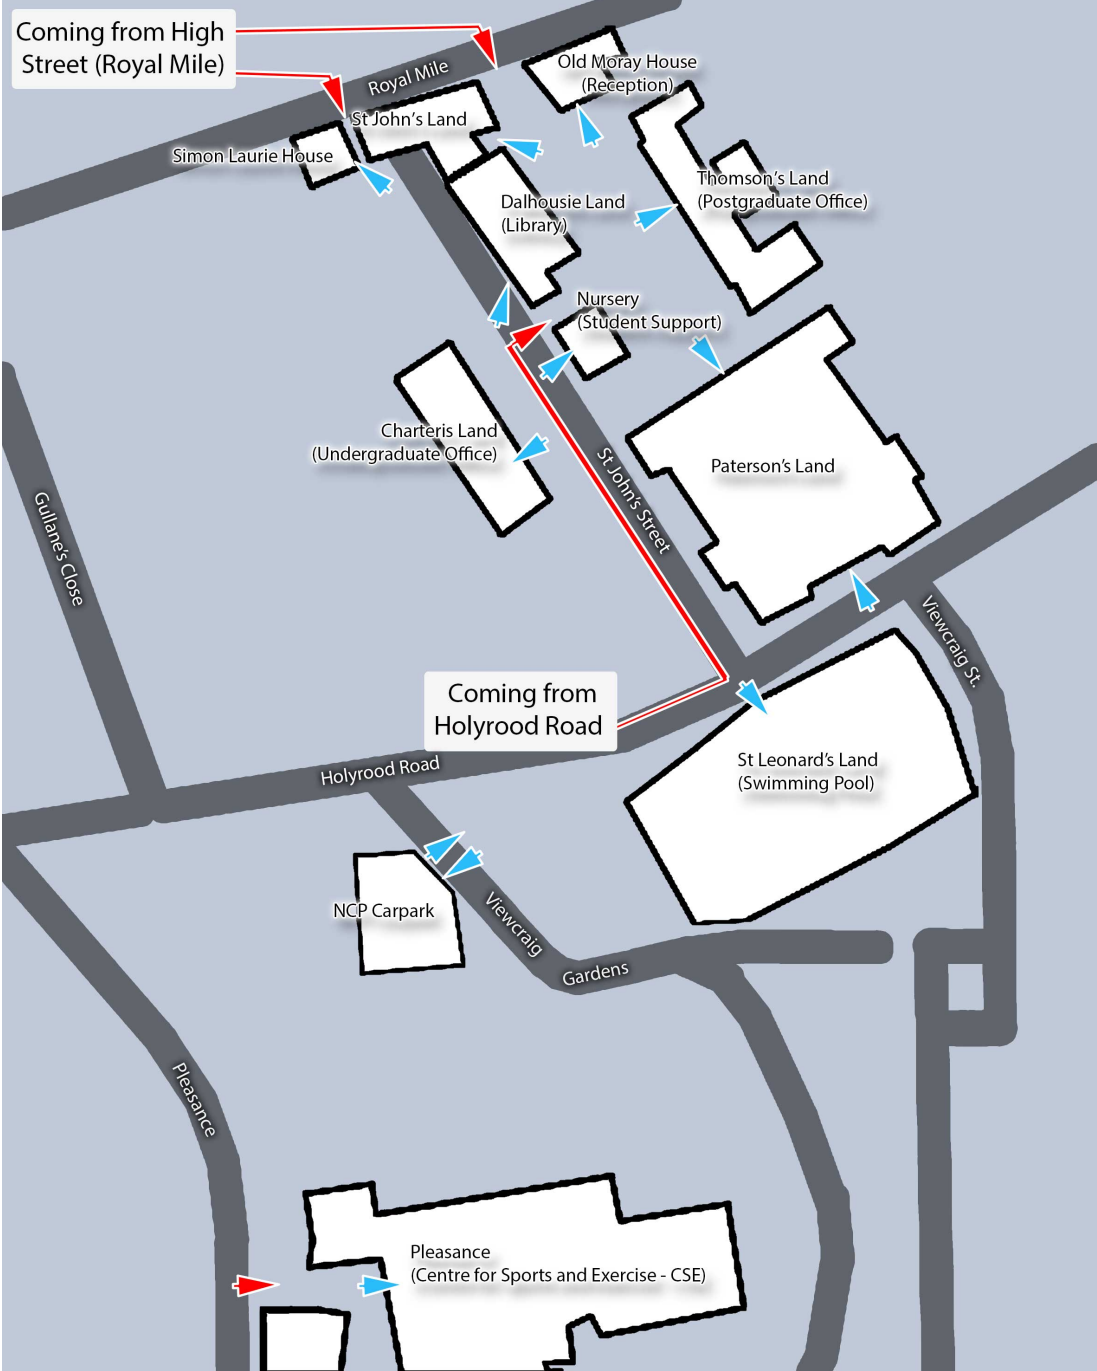 Coming from High
Street (Royal Mile)
Royal Mile
Old Moray House
(Reception)
St John's Land
Simon Laurie House
Thomson's Land
(Postgraduate Office)
Dalhousie Land
(Library)
Nursery
(Student Support)
Charteris Land
(Undergraduate Office)
St John's Street
Paterson's Land
Gullane's Close
Viewcraig St.
Coming from
Holyrood Road
Holyrood Road
St Leonard's Land
(Swimming Pool)
NCP Carpark
Viewcraig
Gardens
Pleasance
Pleasance
(Centre for Sports and Exercise - CSE)